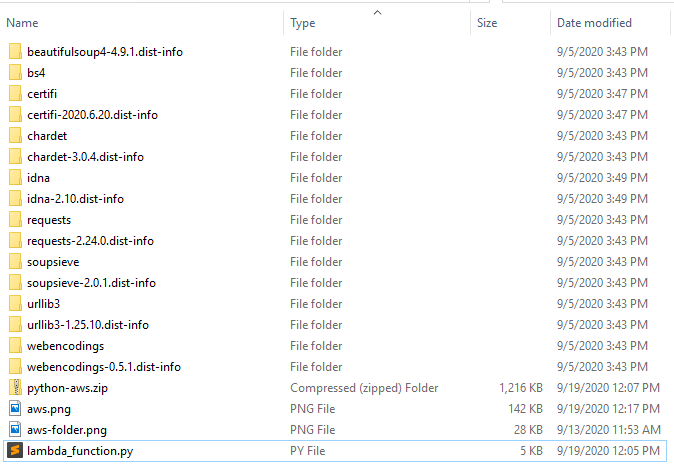 Name Type Size Date modified
beautifulsoup4-4.9.1.dist-info File folder 9/5/2020 3:43 PM
bs4 File folder 9/5/2020 3:43 PM
certifi File folder 9/5/2020 3:47 PM
certifi-2020.6.20.dist-info File folder 9/5/2020 3:47 PM
chardet File folder 9/5/2020 3:43 PM
chardet-3.0.4.dist-info File folder 9/5/2020 3:43 PM
idna File folder 9/5/2020 3:49 PM
idna-2.10.dist-info File folder 9/5/2020 3:49 PM
requests File folder 9/5/2020 3:43 PM
requests-2.24.0.dist-info File folder 9/5/2020 3:43 PM
soupsieve File folder 9/5/2020 3:43 PM
soupsieve-2.0.1.dist-info File folder 9/5/2020 3:43 PM
urllib3 File folder 9/5/2020 3:43 PM
urllib3-1.25.10.dist-info File folder 9/5/2020 3:43 PM
webencodings File folder 9/5/2020 3:43 PM
webencodings-0.5.1.dist-info File folder 9/5/2020 3:43 PM
python-aws.zip Compressed (zipped) Folder 1,216 KB 9/19/2020 12:07 PM
aws.png PNG File 142 KB 9/19/2020 12:17 PM
aws-folder.png PNG File 28 KB 9/13/2020 11:53 AM
lambda_function.py PY File 5 KB 9/19/2020 12:05 PM